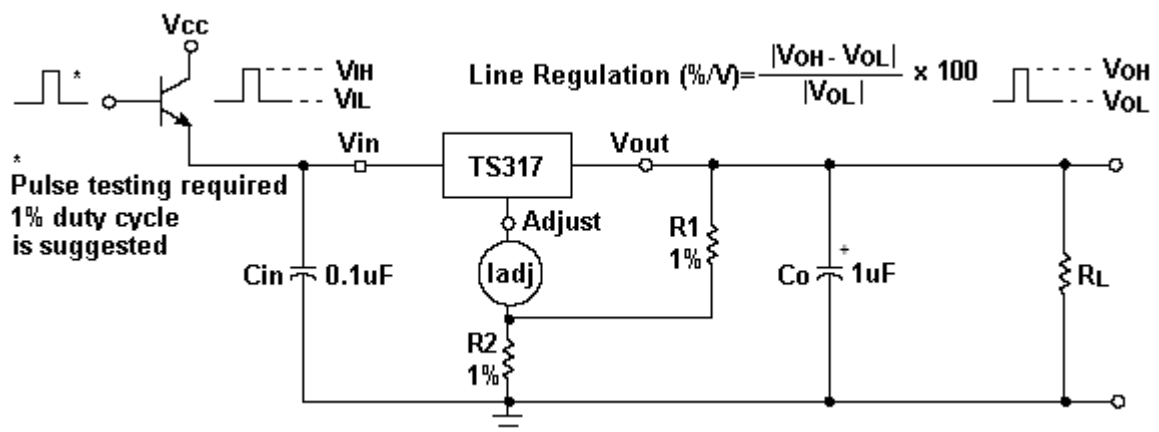 Vcc
*
VIH
VIL
Line Regulation (%/V)= |VOH - VOL| / |VOL| x 100
VOH
VOL
Vin
TS317
Vout
*
Pulse testing required
1% duty cycle
is suggested
Adjust
R1
1%
Cin
0.1uF
Iadj
Co
+
1uF
RL
R2
1%